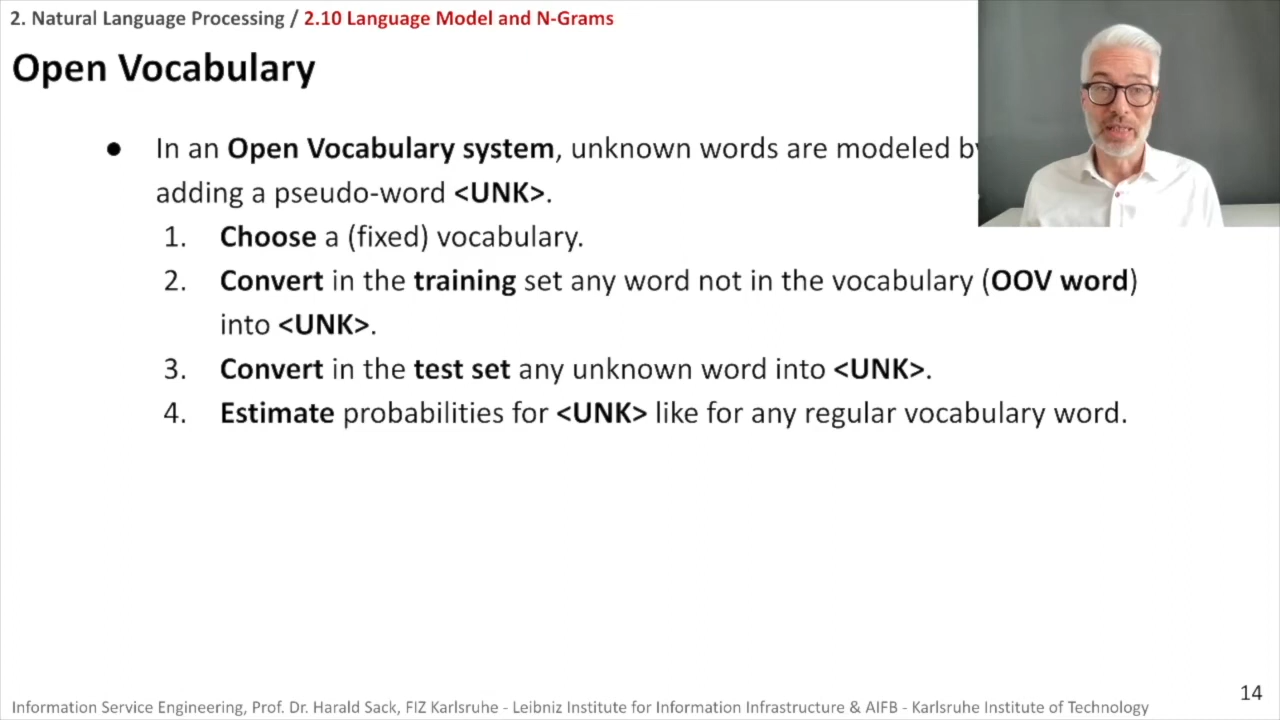 2. Natural Language Processing / 2.10 Language Model and N-Grams
Open Vocabulary
● In an Open Vocabulary system, unknown words are modeled by
adding a pseudo-word <UNK>.
1. Choose a (fixed) vocabulary.
2. Convert in the training set any word not in the vocabulary (OOV word)
into <UNK>.
3. Convert in the test set any unknown word into <UNK>.
4. Estimate probabilities for <UNK> like for any regular vocabulary word.
14
Information Service Engineering, Prof. Dr. Harald Sack, FIZ Karlsruhe - Leibniz Institute for Information Infrastructure & AIFB - Karlsruhe Institute of Technology